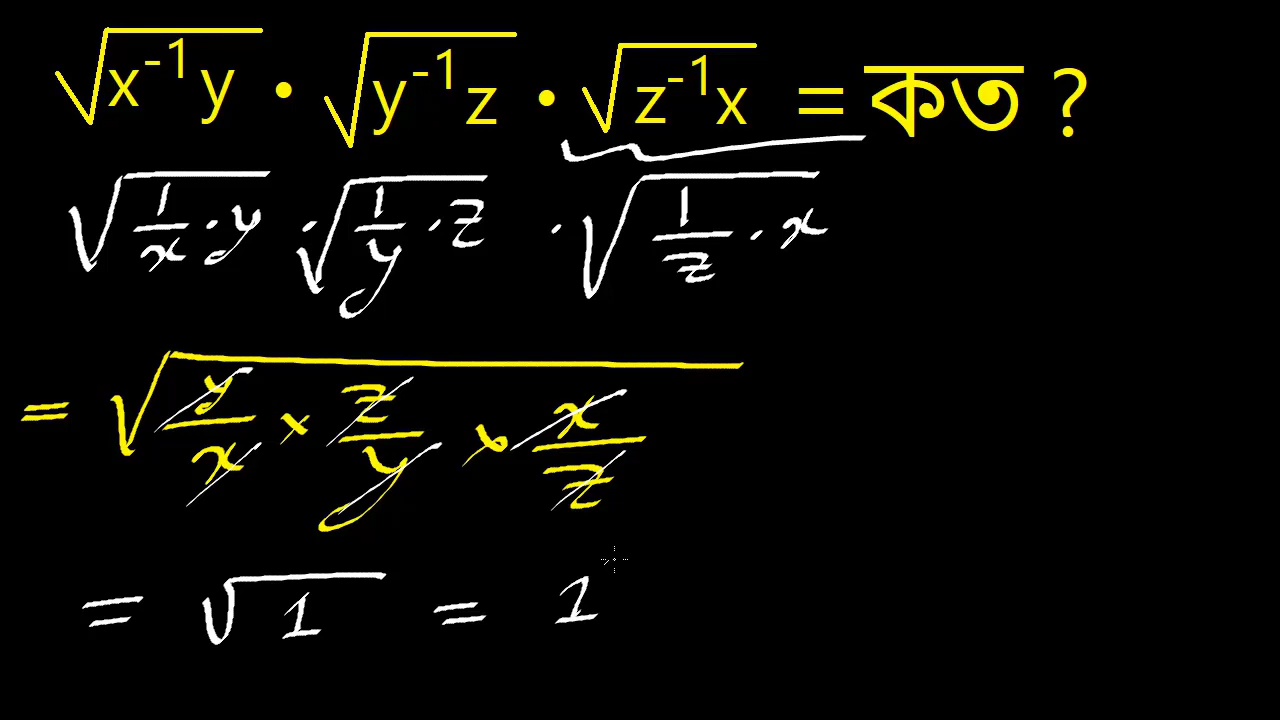 √(x⁻¹y) · √(y⁻¹z) · √(z⁻¹x) = কত ?
√(1/x · y) · √(1/y · z) · √(1/z · x)
= √(y/x × z/y × x/z)
= √1 = 1